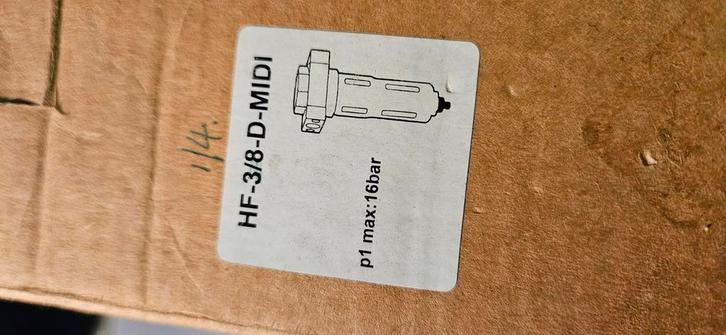 1/4.
HF-3/8-D-MIDI
p1 max:16bar